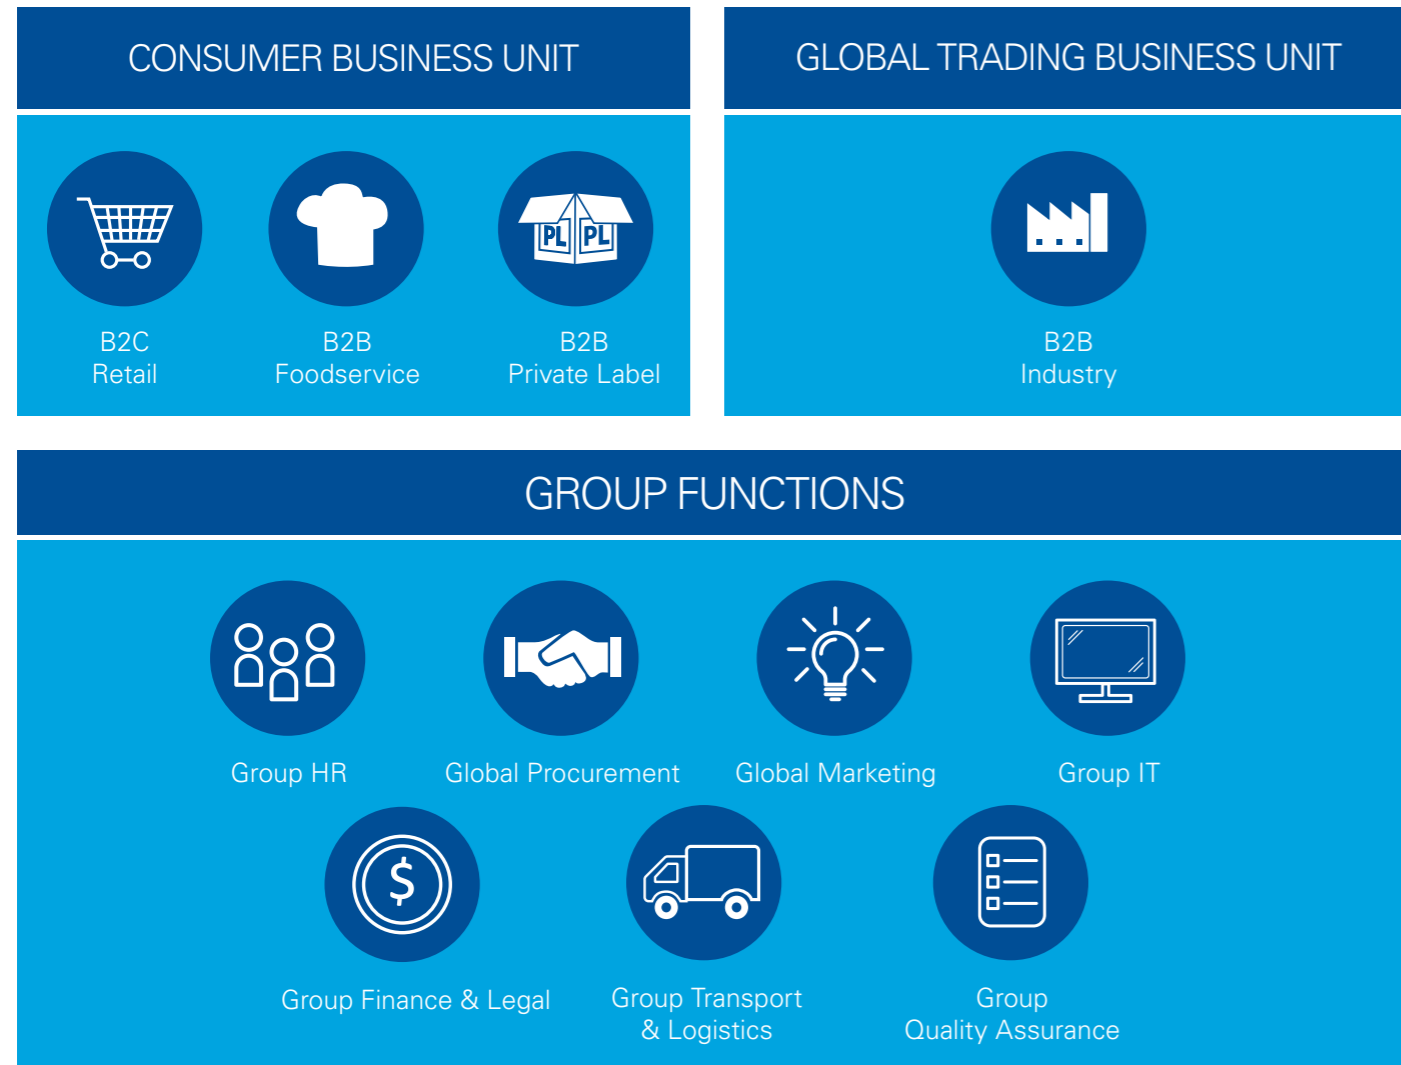 CONSUMER BUSINESS UNIT
GLOBAL TRADING BUSINESS UNIT
PL PL
B2C
Retail
B2B
Foodservice
B2B
Private Label
B2B
Industry
GROUP FUNCTIONS
Group HR
Global Procurement
Global Marketing
Group IT
$
Group Finance & Legal
Group Transport
& Logistics
Group
Quality Assurance